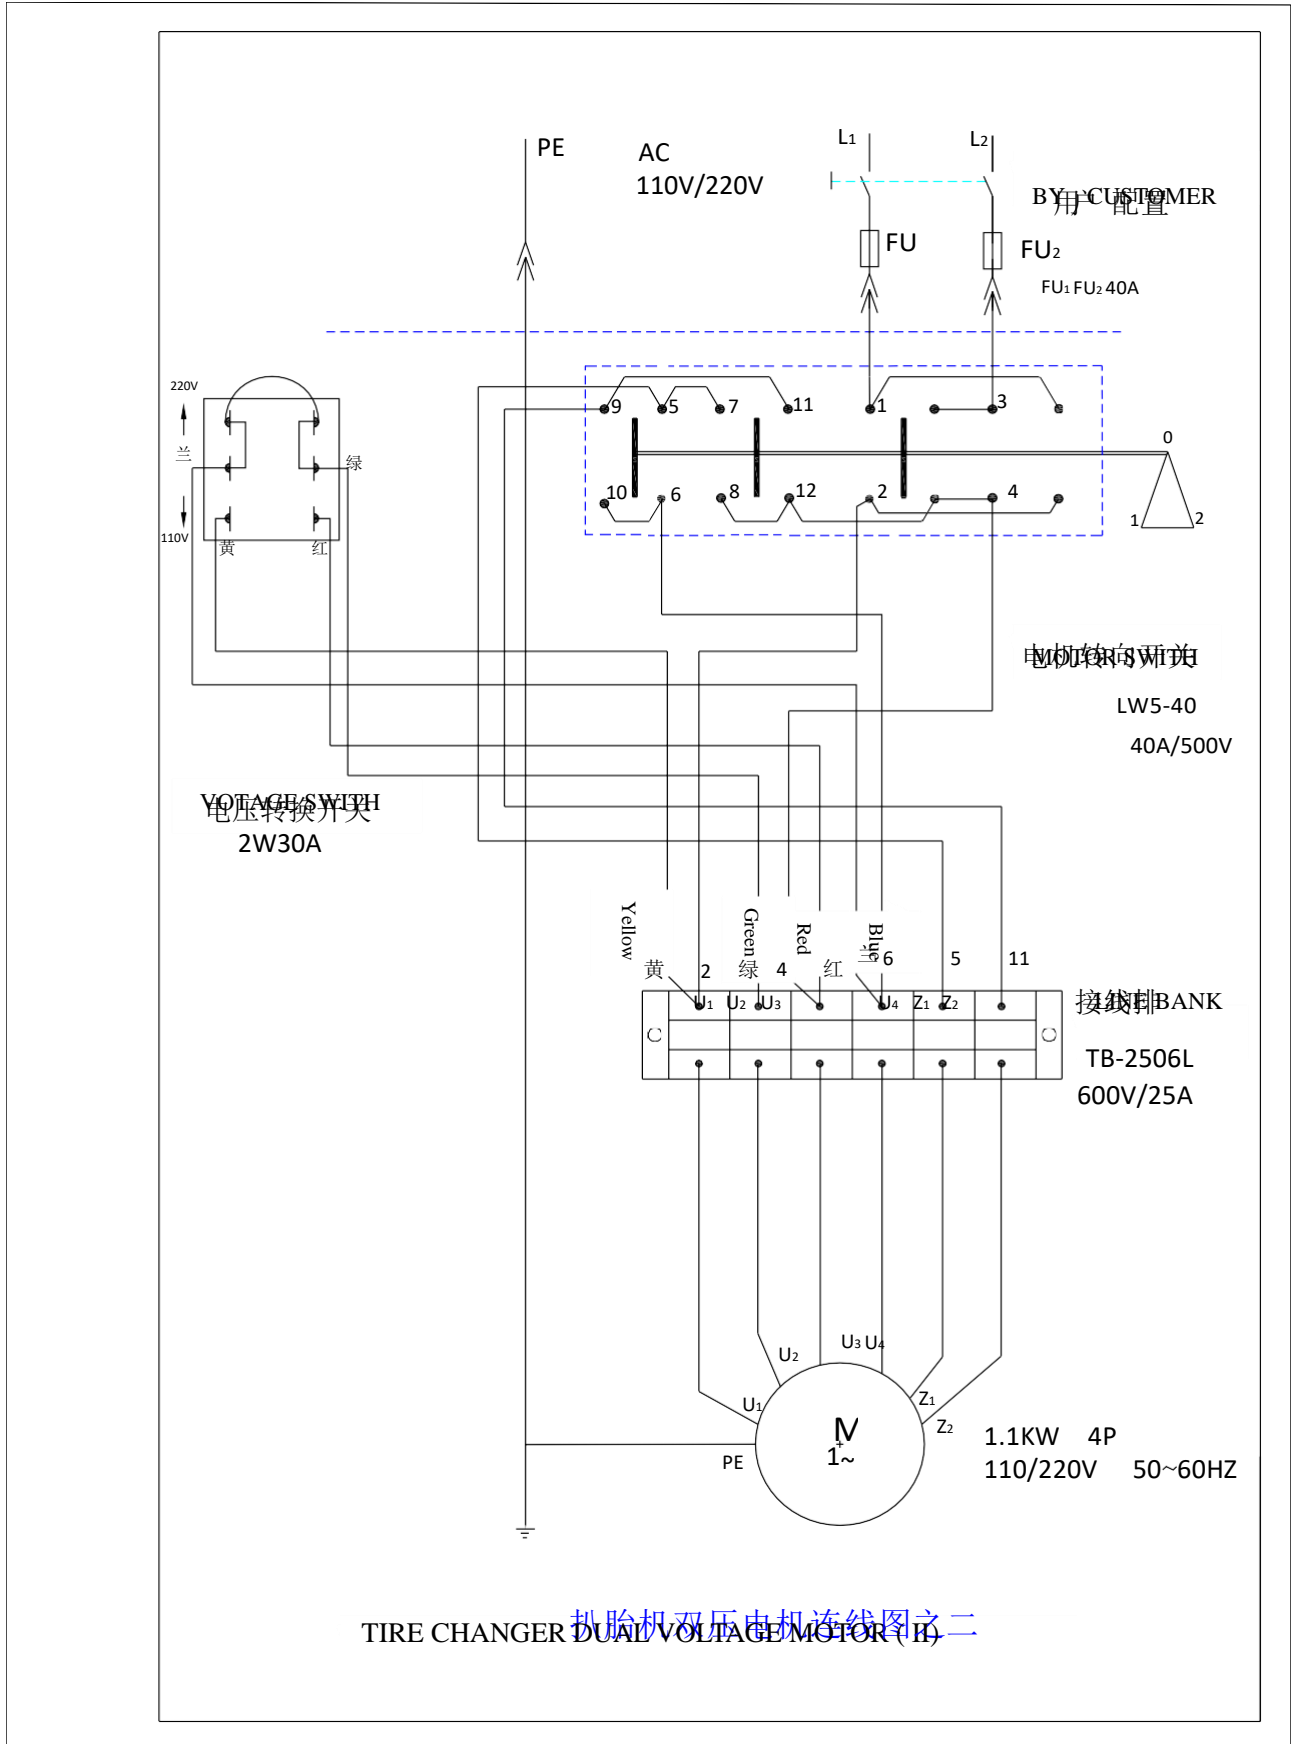 PE
AC
110V/220V
L1
L2
BY CUSTOMER
用户 配置
FU
FU2
FU1 FU2 40A
220V
兰
绿
110V
黄
红
9
5
7
11
1
3
10
6
8
12
2
4
0
1
2
电机转向开关
MOTOR SWITH
LW5-40
40A/500V
VOTAGE SWITH
电压转换开关
2W30A
Yellow
Green
Red
Blue
黄
2
绿
4
红
兰
6
5
11
U1
U2
U3
U4
Z1
Z2
接线排
LINE BANK
TB-2506L
600V/25A
U3 U4
U2
U1
Z1
Z2
PE
1~
1.1KW 4P
110/220V 50~60HZ
扒胎机双压电机连线图之二
TIRE CHANGER DUAL VOLTAGE MOTOR ( II)